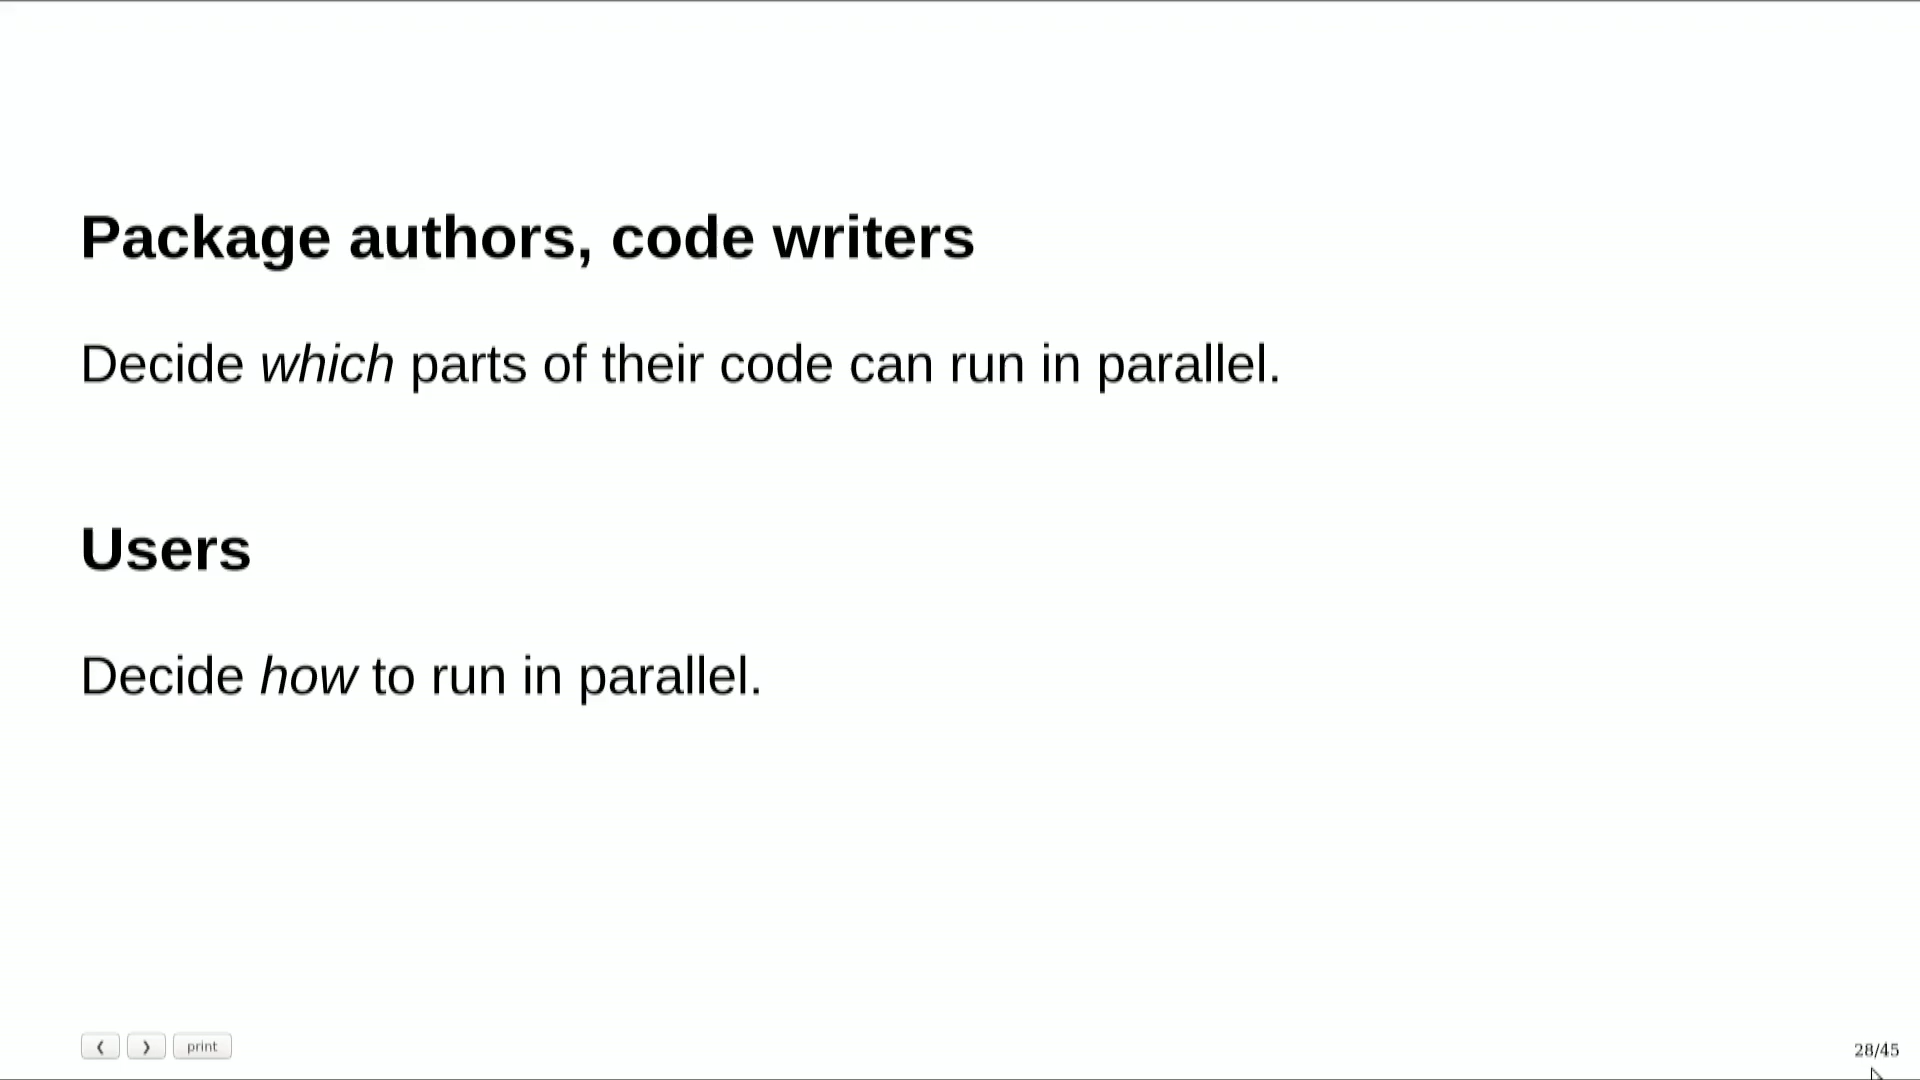 Package authors, code writers
Decide which parts of their code can run in parallel.
Users
Decide how to run in parallel.
❮ ❯ print
28/45